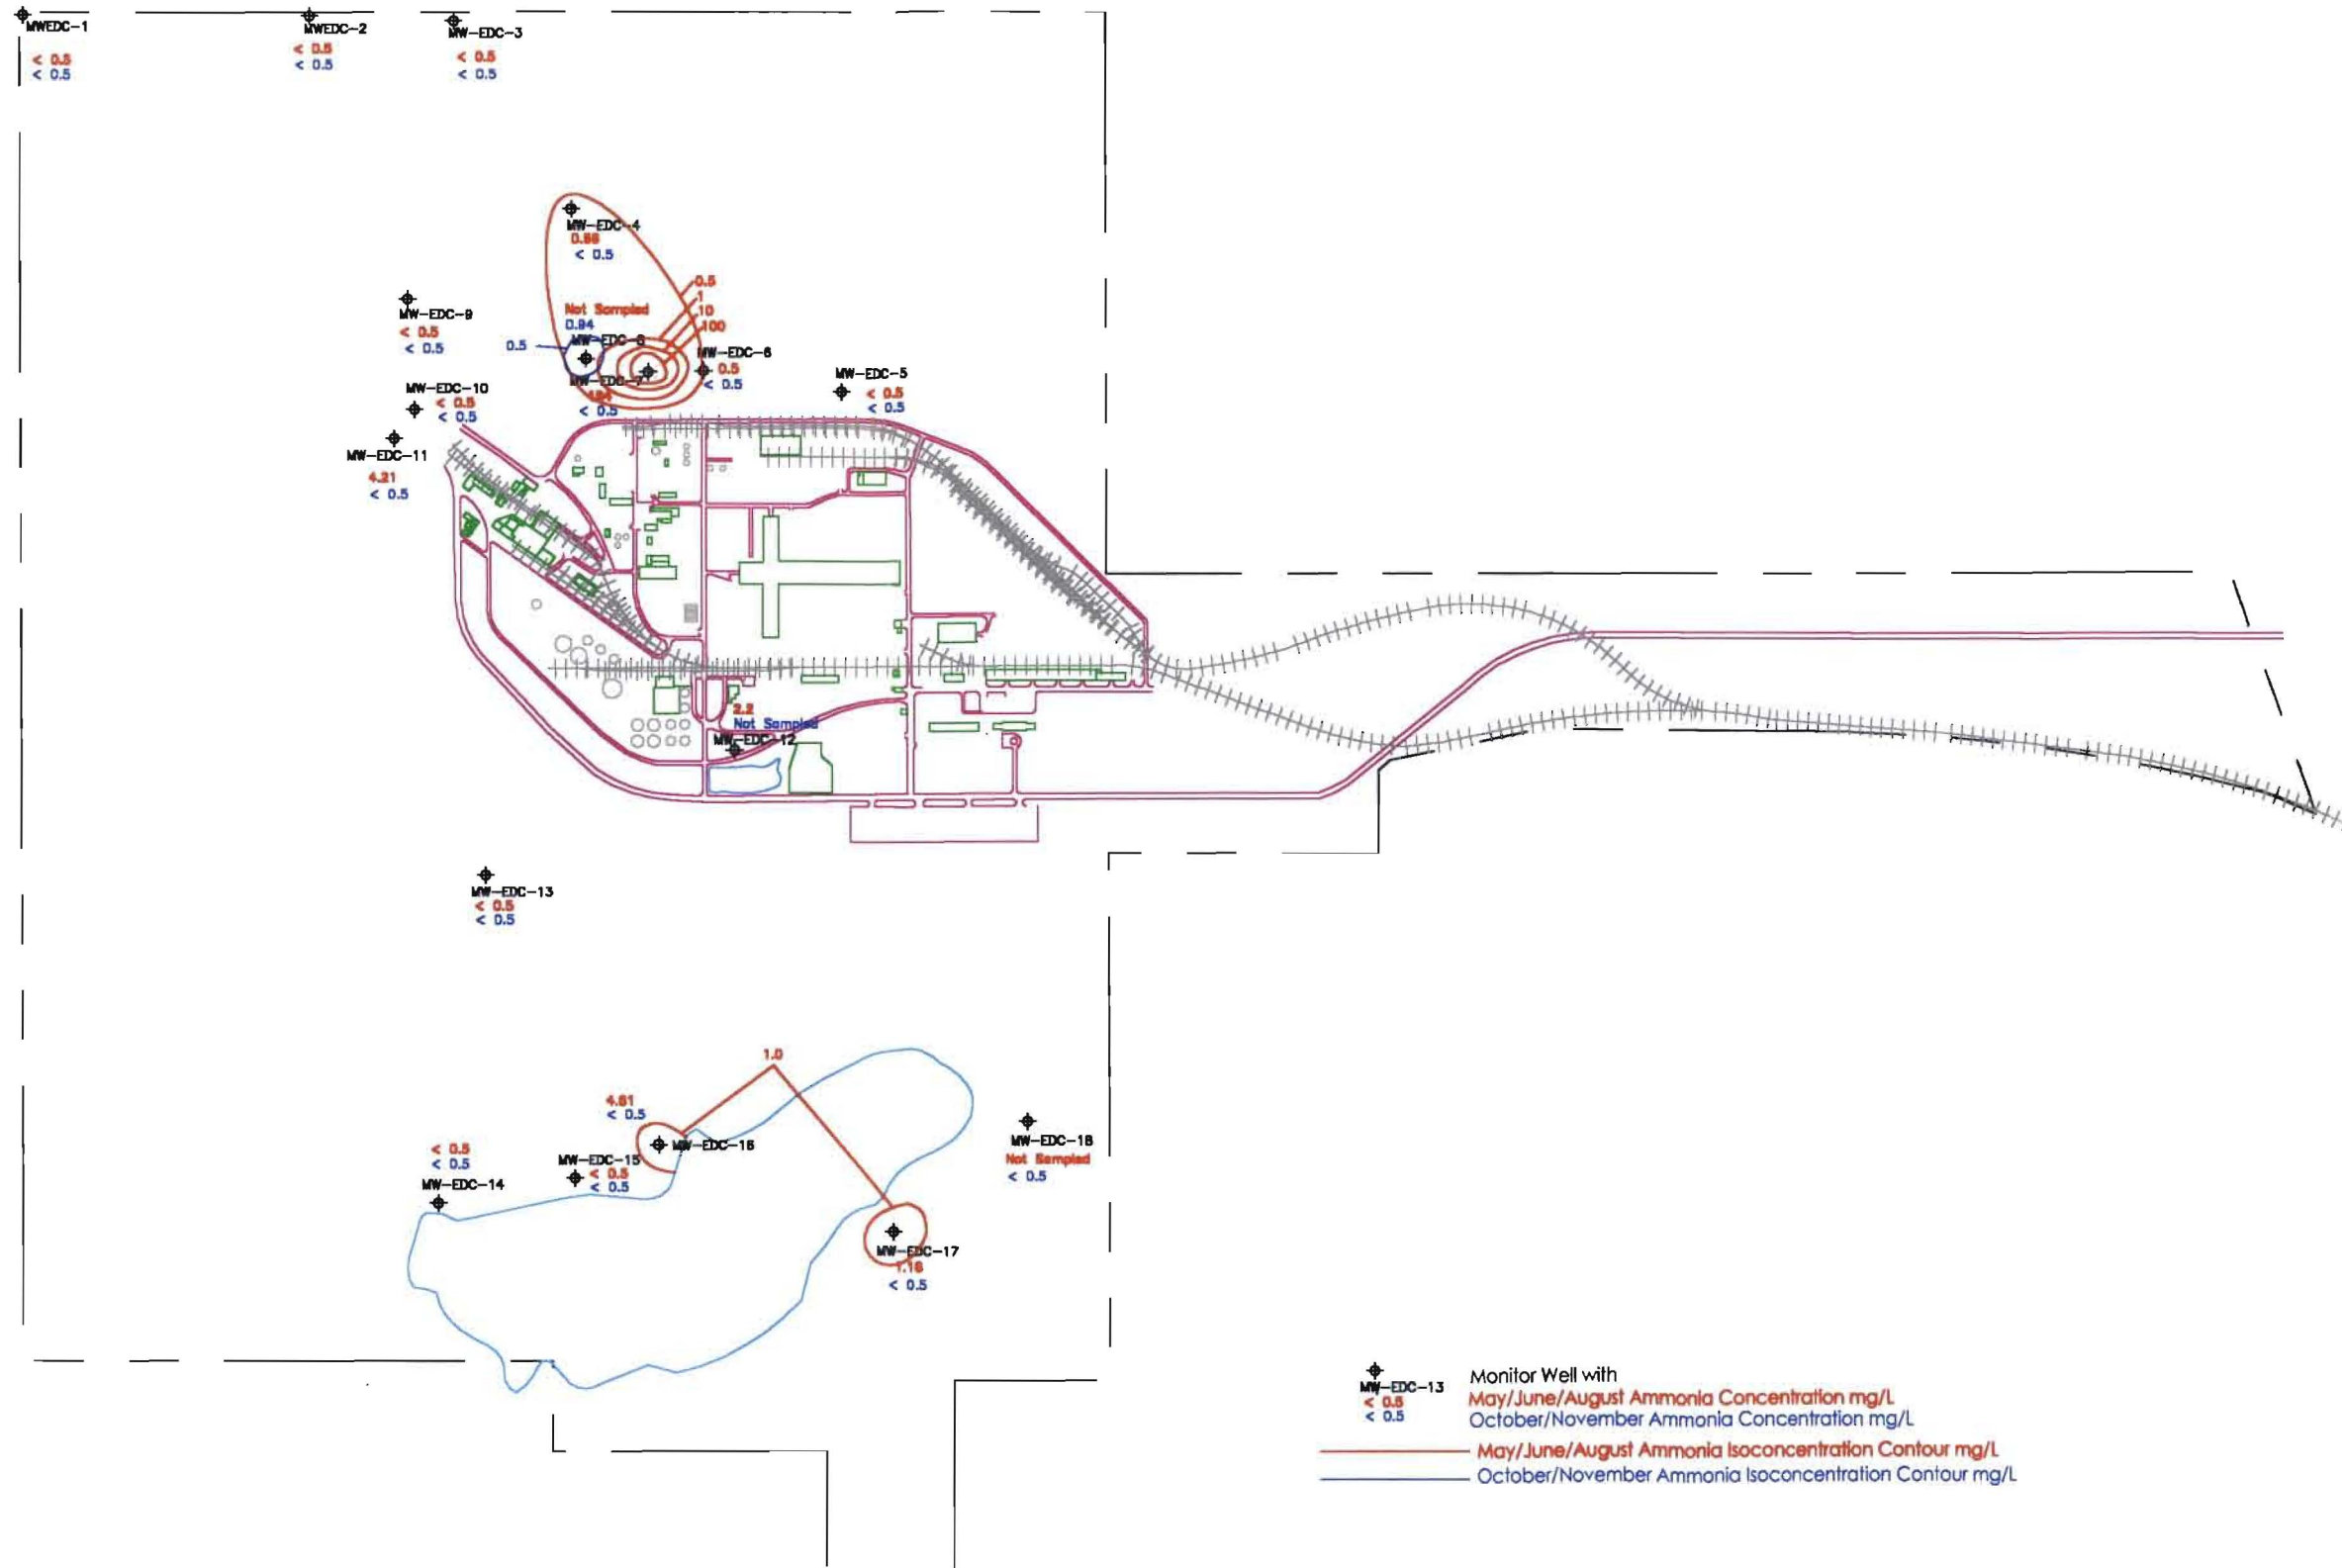 MWEDC-1
< 0.5
< 0.5
MWEDC-2
< 0.5
< 0.5
MW-EDC-3
< 0.5
< 0.5
MW-EDC-4
< 0.5
0.5
1
10
100
Not Sampled
0.94
0.5
MW-EDC-9
< 0.5
< 0.5
MW-EDC-6
< 0.5
< 0.5
MW-EDC-7
< 0.5
MW-EDC-5
< 0.5
< 0.5
MW-EDC-10
< 0.5
< 0.5
MW-EDC-11
4.21
< 0.5
2.2
Not Sampled
MW-EDC-12
MW-EDC-13
< 0.5
< 0.5
1.0
4.61
< 0.5
MW-EDC-16
MW-EDC-15
< 0.5
< 0.5
< 0.5
< 0.5
MW-EDC-14
MW-EDC-18
Not Sampled
< 0.5
MW-EDC-17
1.16
< 0.5
MW-EDC-13
< 0.5
< 0.5
Monitor Well with
May/June/August Ammonia Concentration mg/L
October/November Ammonia Concentration mg/L
May/June/August Ammonia Isoconcentration Contour mg/L
October/November Ammonia Isoconcentration Contour mg/L